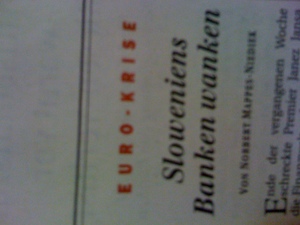 EURO-KRISE
Sloweniens
Banken wanken
VON NORBERT MAPPES-NIEDIEK
Ende der vergangenen Woche
schreckte Premier Janez